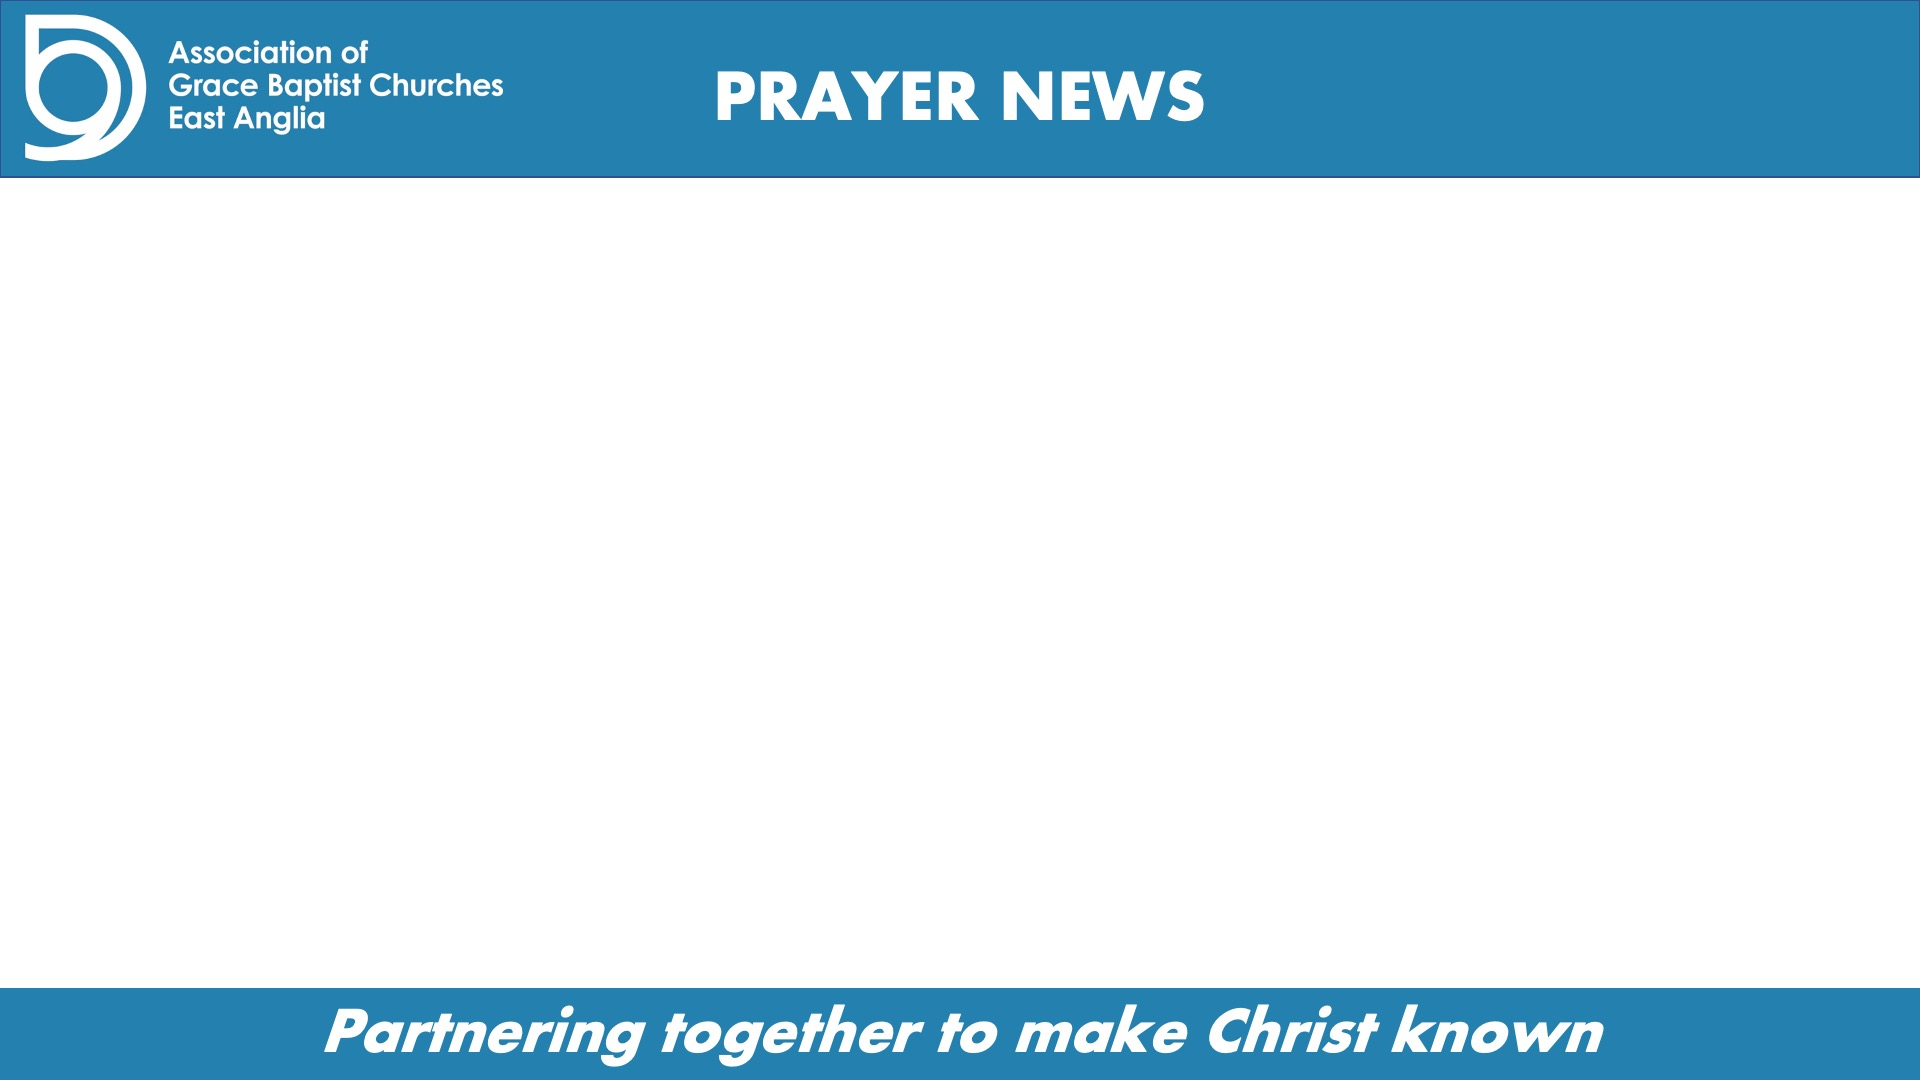 Association of
Grace Baptist Churches
East Anglia
PRAYER NEWS
Partnering together to make Christ known